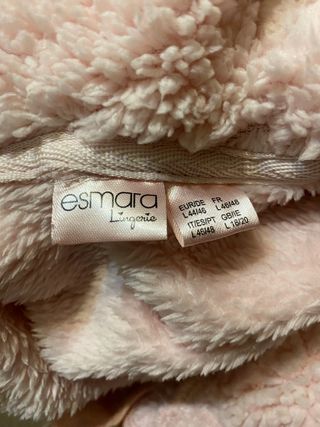 esmara
Lingerie
EUR/DE FR
L 44/46 L 46/48
IT/ES/PT GB/IE
L 46/48 L 18/20